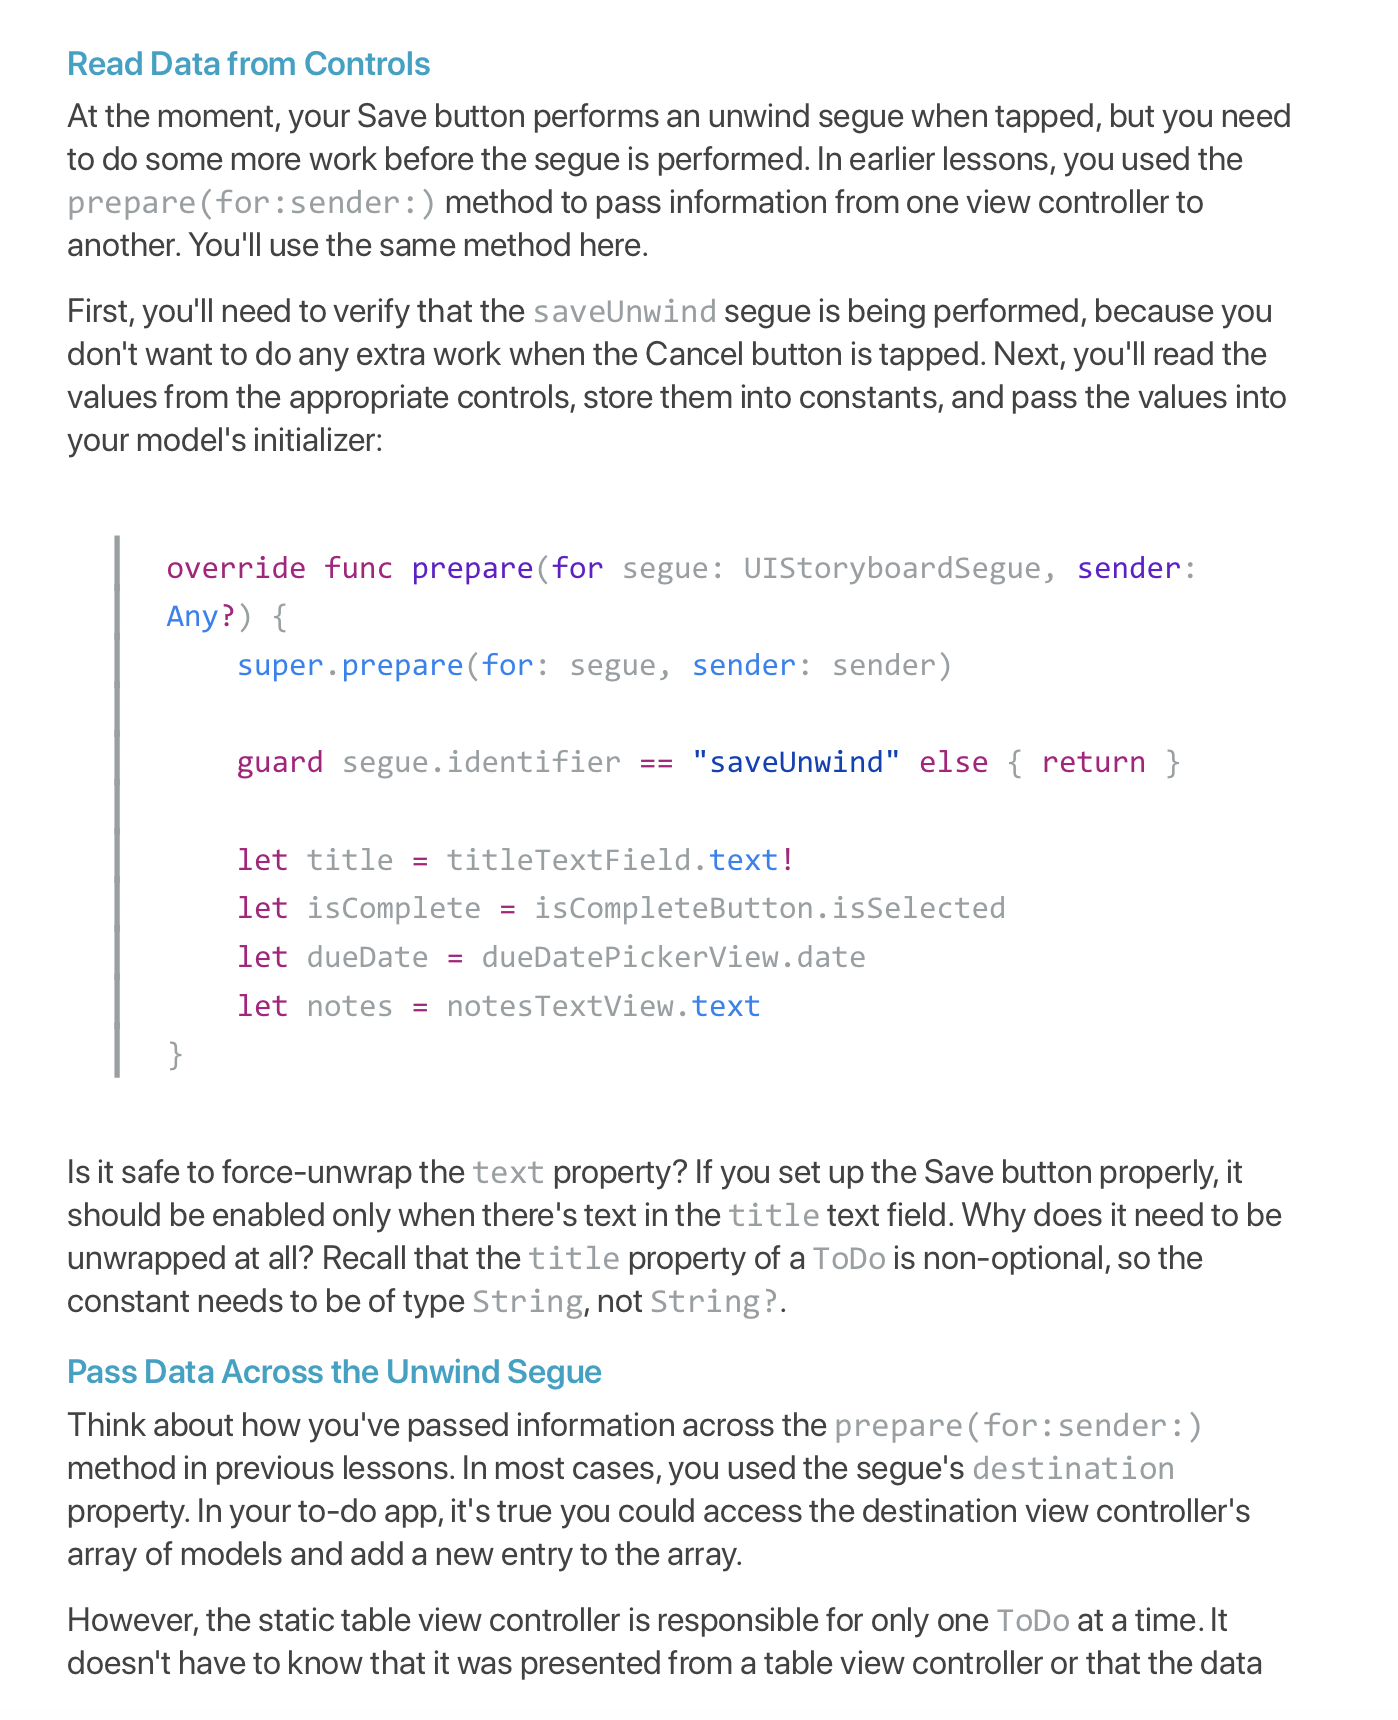 Read Data from Controls
At the moment, your Save button performs an unwind segue when tapped, but you need
to do some more work before the segue is performed. In earlier lessons, you used the
prepare(for:sender:) method to pass information from one view controller to
another. You'll use the same method here.
First, you'll need to verify that the saveUnwind segue is being performed, because you
don't want to do any extra work when the Cancel button is tapped. Next, you'll read the
values from the appropriate controls, store them into constants, and pass the values into
your model's initializer:
override func prepare(for segue: UIStoryboardSegue, sender:
Any?) {
    super.prepare(for: segue, sender: sender)
    guard segue.identifier == "saveUnwind" else { return }
    let title = titleTextField.text!
    let isComplete = isCompleteButton.isSelected
    let dueDate = dueDatePickerView.date
    let notes = notesTextView.text
}
Is it safe to force-unwrap the text property? If you set up the Save button properly, it
should be enabled only when there's text in the title text field. Why does it need to be
unwrapped at all? Recall that the title property of a ToDo is non-optional, so the
constant needs to be of type String, not String?.
Pass Data Across the Unwind Segue
Think about how you've passed information across the prepare(for:sender:)
method in previous lessons. In most cases, you used the segue's destination
property. In your to-do app, it's true you could access the destination view controller's
array of models and add a new entry to the array.
However, the static table view controller is responsible for only one ToDo at a time. It
doesn't have to know that it was presented from a table view controller or that the data